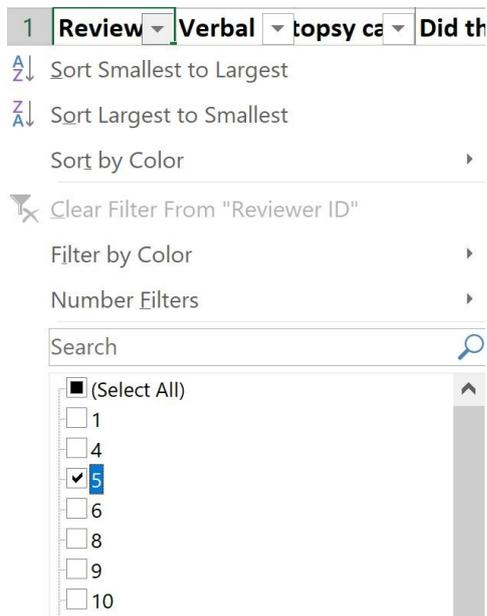 1 Review Verbal topsy ca Did th
Sort Smallest to Largest
Sort Largest to Smallest
Sort by Color
Clear Filter From "Reviewer ID"
Filter by Color
Number Filters
Search
(Select All)
1
4
5
6
8
9
10